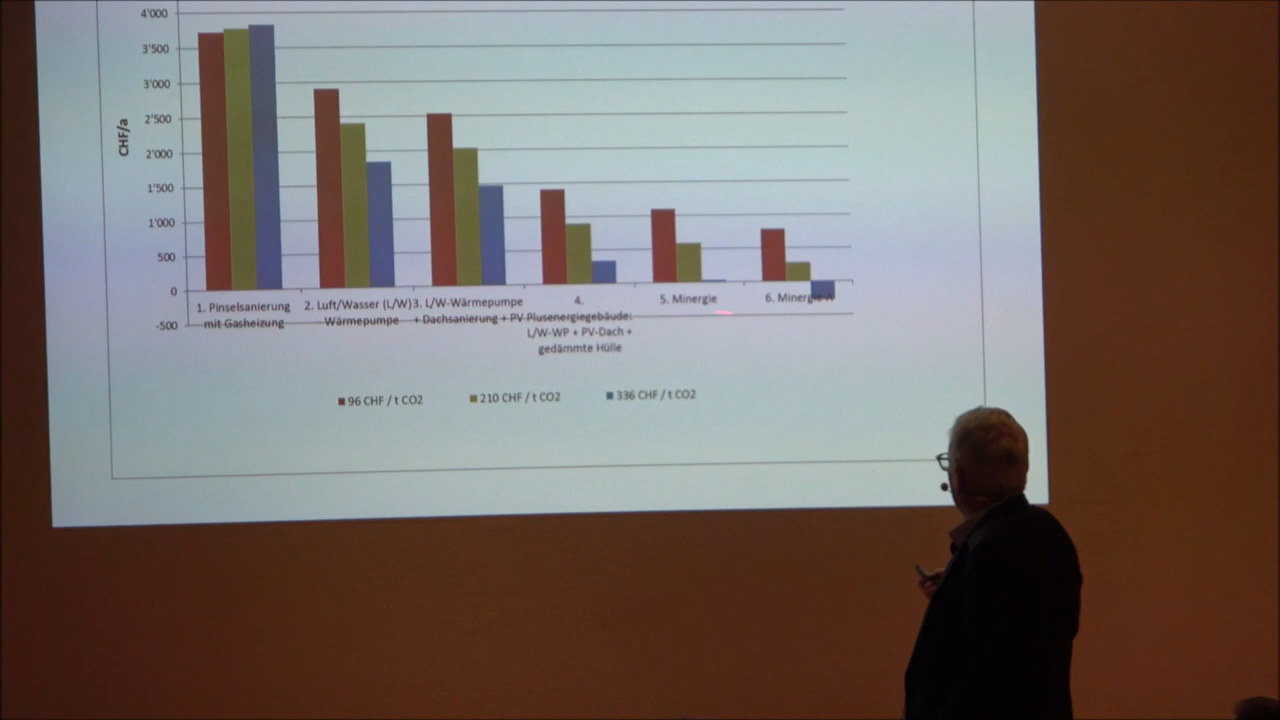 4'000
3'500
3'000
2'500
2'000
1'500
1'000
500
0
-500
CHF/a
1. Pinselsanierung
mit Gasheizung
2. Luft/Wasser (L/W)
Wärmepumpe
3. L/W-Wärmepumpe
+ Dachsanierung + PV
4.
Plusenergiegebäude:
L/W-WP + PV-Dach +
gedämmte Hülle
5. Minergie
6. Minergie-A
96 CHF / t CO2
210 CHF / t CO2
336 CHF / t CO2